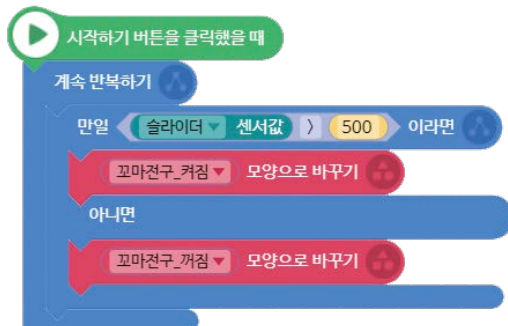 시작하기 버튼을 클릭했을 때
계속 반복하기
만일 슬라이더 센서값 > 500 이라면
꼬마전구_켜짐 모양으로 바꾸기
아니면
꼬마전구_꺼짐 모양으로 바꾸기